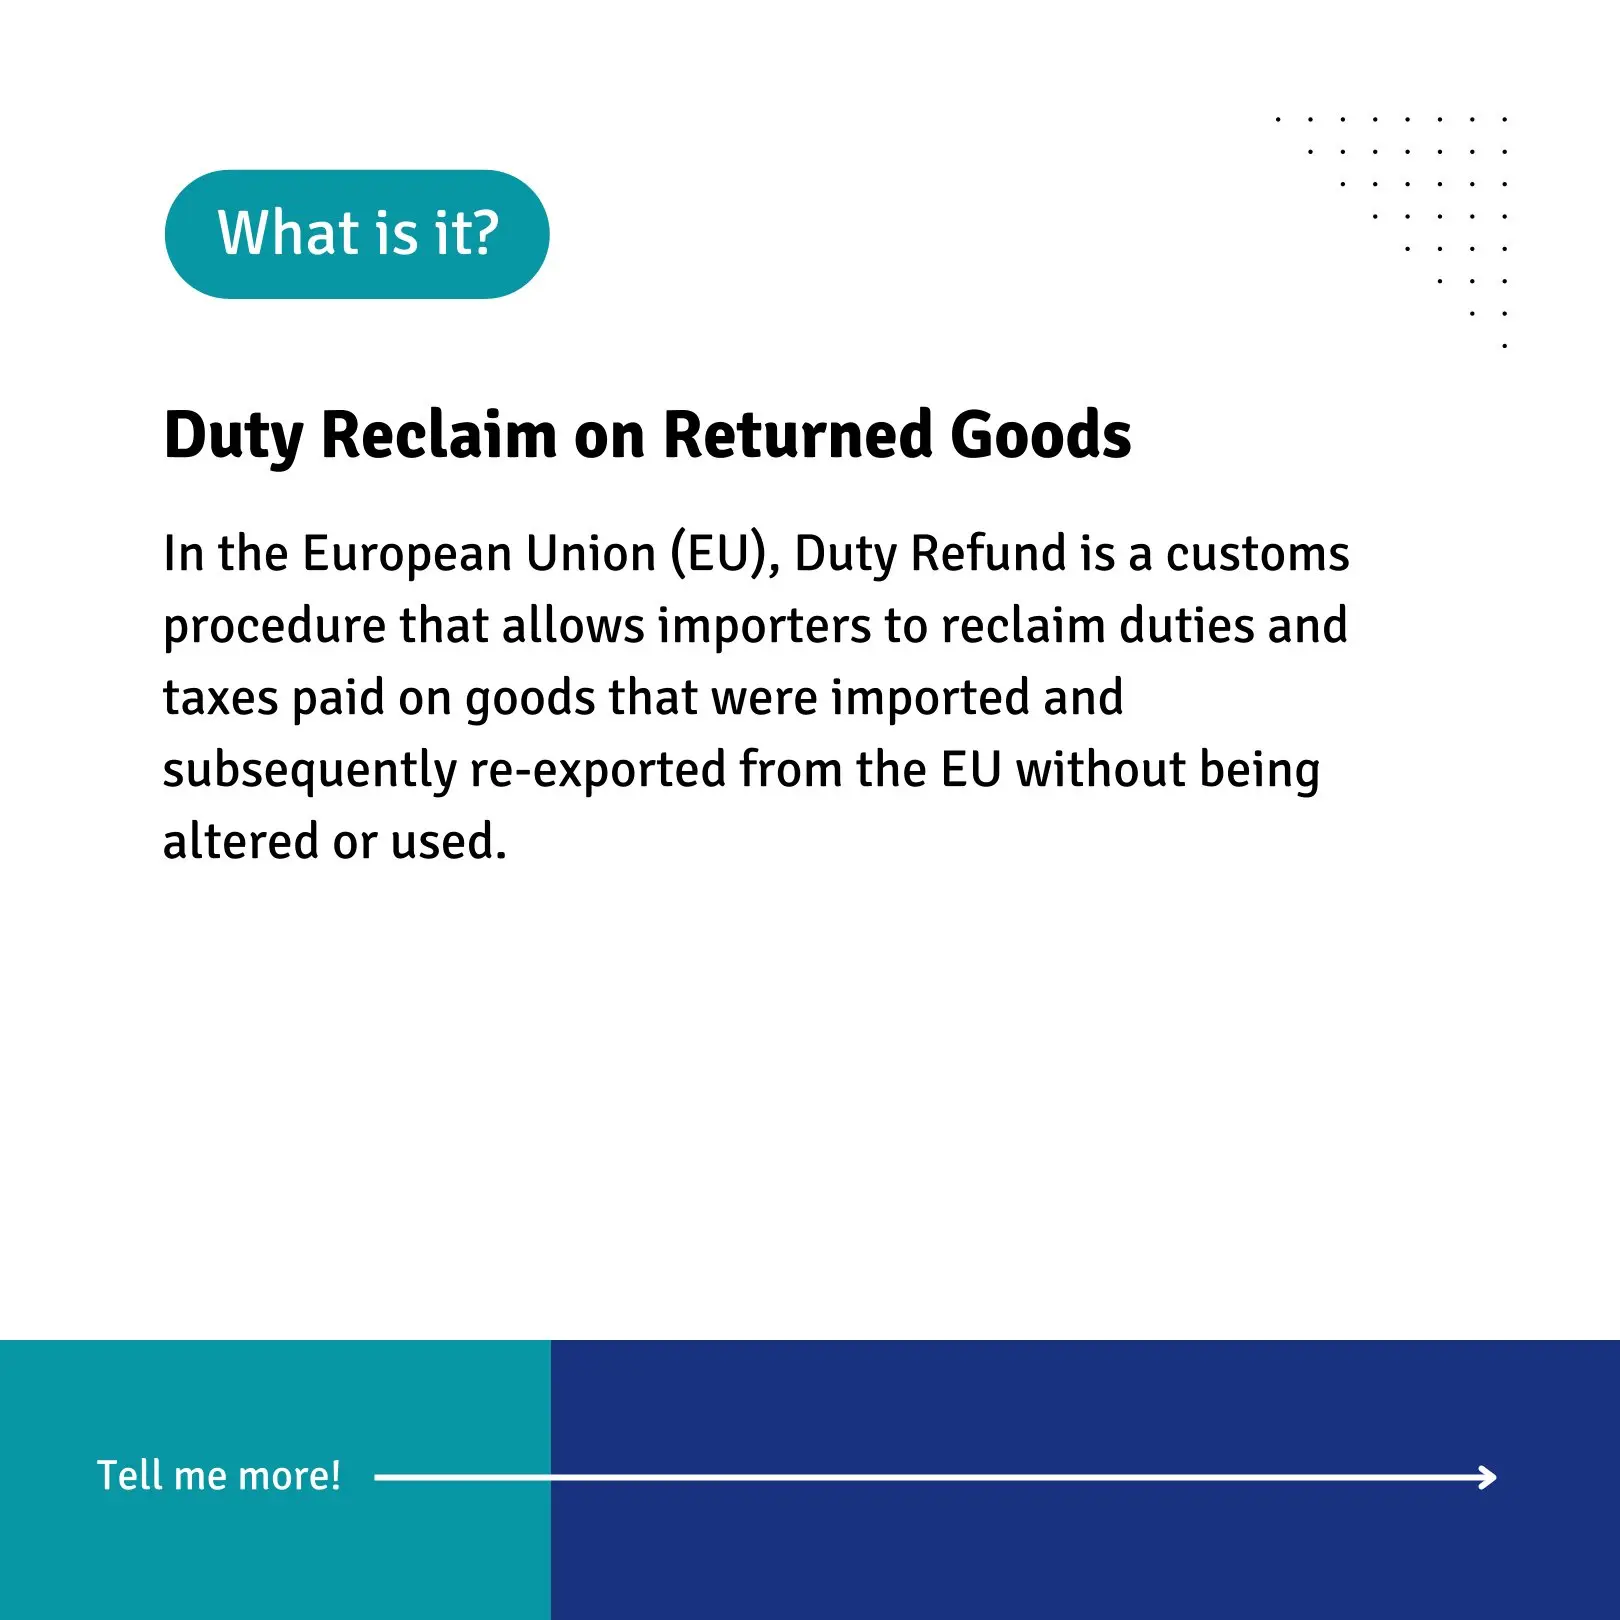 What is it?
Duty Reclaim on Returned Goods
In the European Union (EU), Duty Refund is a customs
procedure that allows importers to reclaim duties and
taxes paid on goods that were imported and
subsequently re-exported from the EU without being
altered or used.
Tell me more!